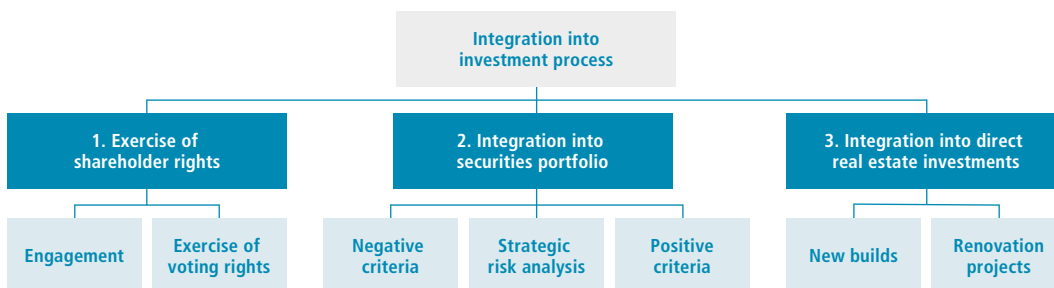 Integration into
investment process
1. Exercise of
shareholder rights
2. Integration into
securities portfolio
3. Integration into direct
real estate investments
Engagement
Exercise of
voting rights
Negative
criteria
Strategic
risk analysis
Positive
criteria
New builds
Renovation
projects